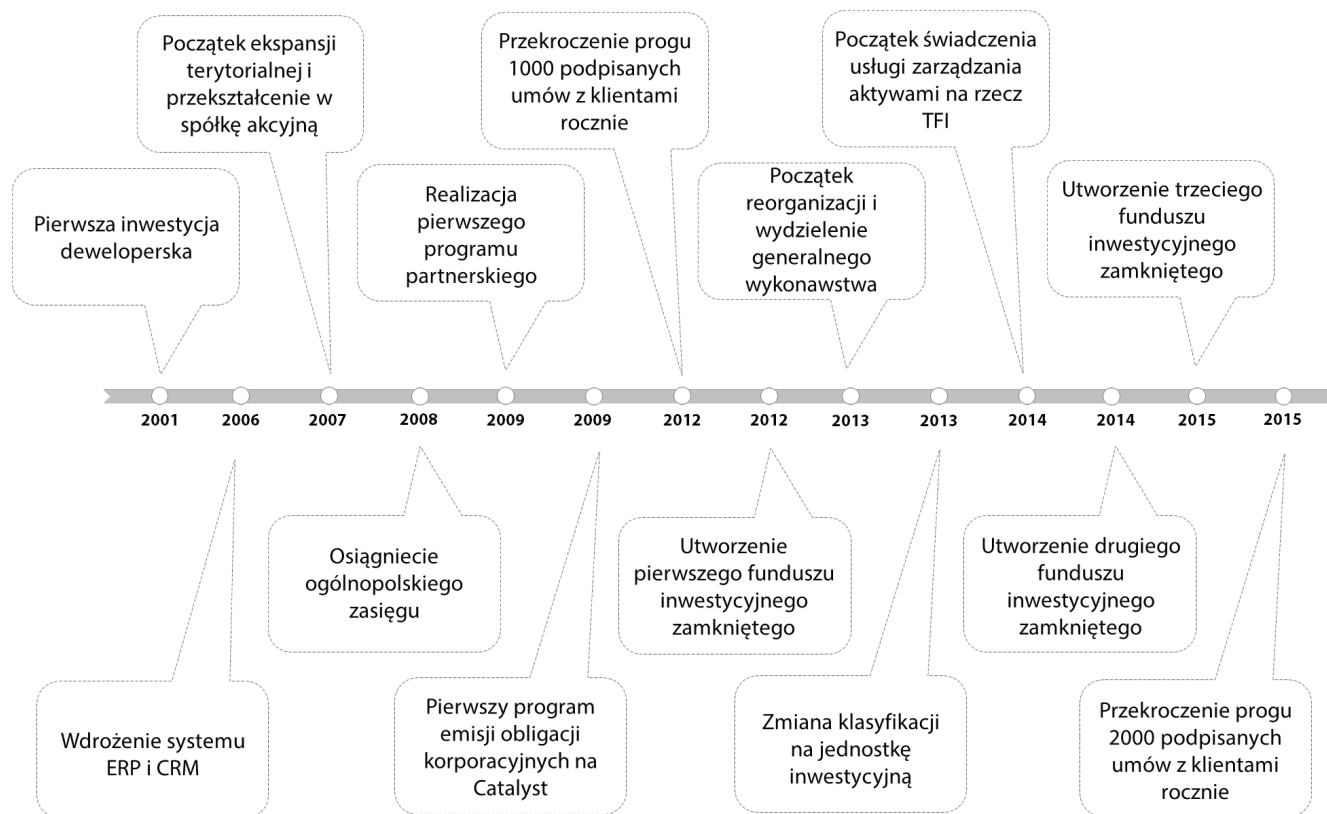 Początek ekspansji
terytorialnej i
przekształcenie w
spółkę akcyjną
Przekroczenie progu
1000 podpisanych
umów z klientami
rocznie
Początek świadczenia
usługi zarządzania
aktywami na rzecz
TFI
Pierwsza inwestycja
deweloperska
Realizacja
pierwszego
programu
partnerskiego
Początek
reorganizacji i
wydzielenie
generalnego
wykonawstwa
Utworzenie trzeciego
funduszu
inwestycyjnego
zamkniętego
2001 2006 2007 2008 2009 2009 2012 2012 2013 2013 2014 2014 2015 2015
Osiągniecie
ogólnopolskiego
zasięgu
Utworzenie
pierwszego funduszu
inwestycyjnego
zamkniętego
Utworzenie drugiego
funduszu
inwestycyjnego
zamkniętego
Wdrożenie systemu
ERP i CRM
Pierwszy program
emisji obligacji
korporacyjnych na
Catalyst
Zmiana klasyfikacji
na jednostkę
inwestycyjną
Przekroczenie progu
2000 podpisanych
umów z klientami
rocznie